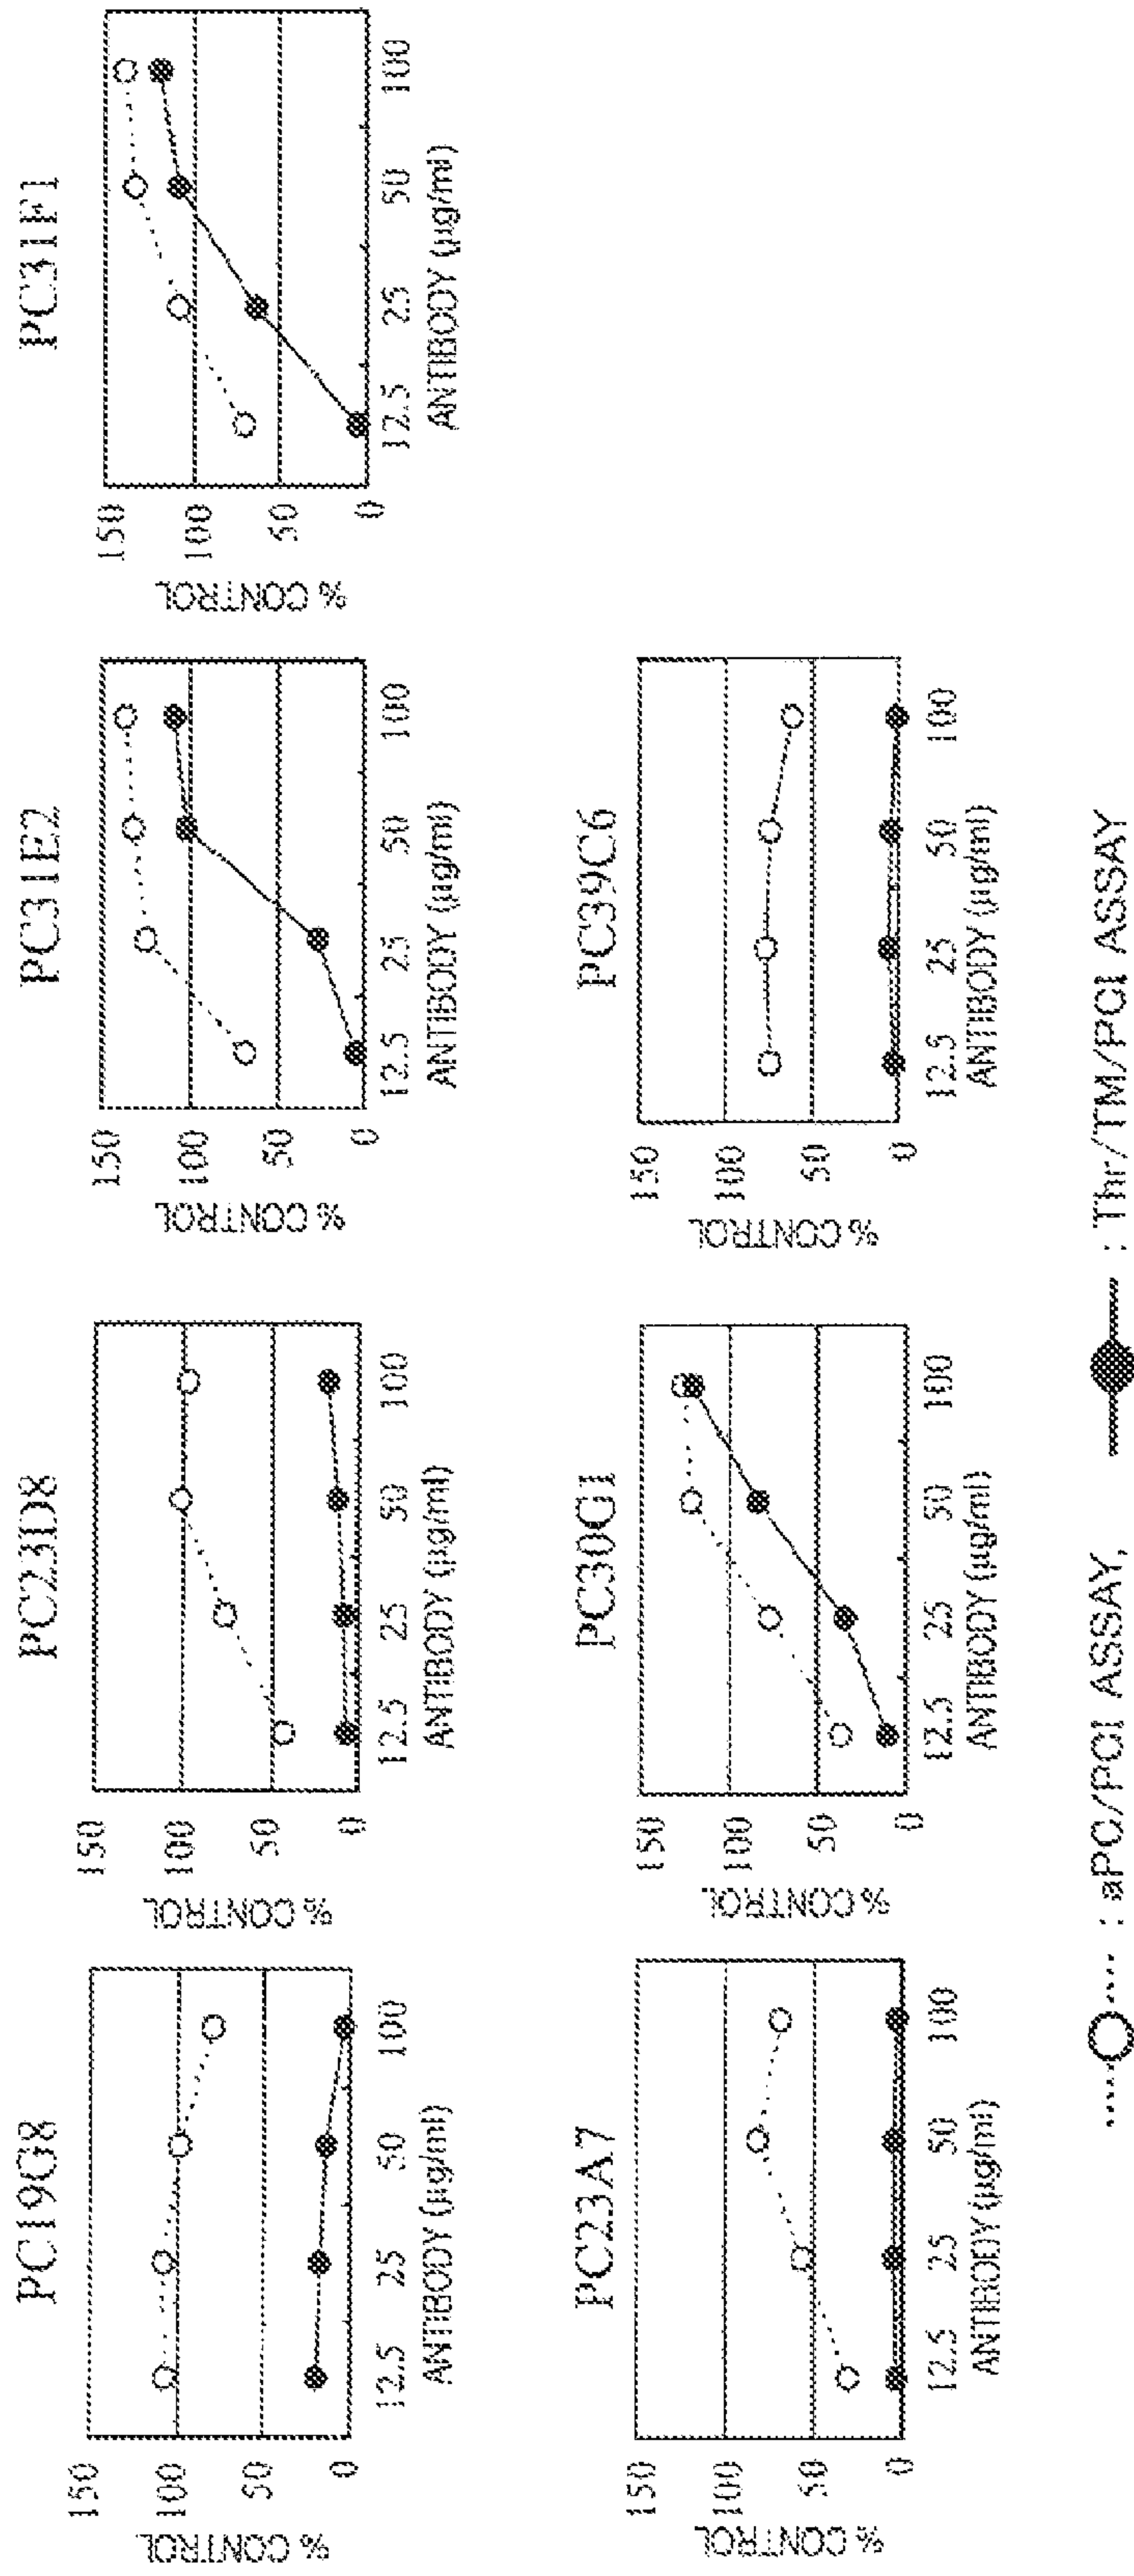 PC19G8
% CONTROL
150
100
50
0
12.5 25 50 100
ANTIBODY (µg/ml)
PC23D8
% CONTROL
150
100
50
0
12.5 25 50 100
ANTIBODY (µg/ml)
PC31E2
% CONTROL
150
100
50
0
12.5 25 50 100
ANTIBODY (µg/ml)
PC31F1
% CONTROL
150
100
50
0
12.5 25 50 100
ANTIBODY (µg/ml)
PC23A7
% CONTROL
150
100
50
0
12.5 25 50 100
ANTIBODY (µg/ml)
PC30G1
% CONTROL
150
100
50
0
12.5 25 50 100
ANTIBODY (µg/ml)
PC39C6
% CONTROL
150
100
50
0
12.5 25 50 100
ANTIBODY (µg/ml)
: aPC/PCI ASSAY, : Thr/TM/PCI ASSAY